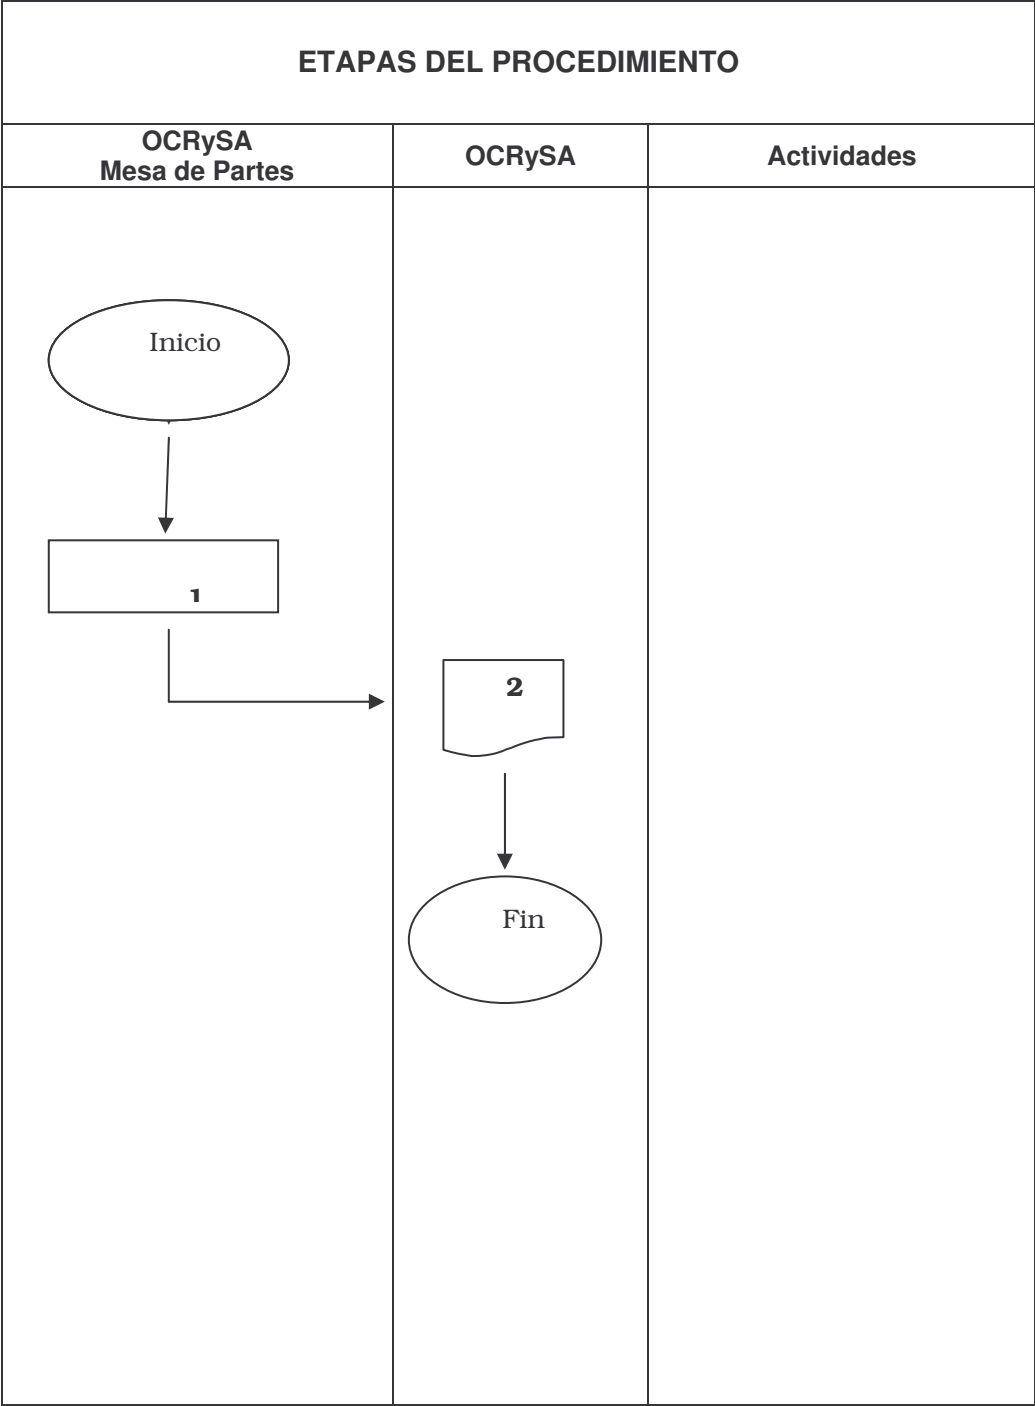 ETAPAS DEL PROCEDIMIENTO
OCRySA
Mesa de Partes
OCRySA
Actividades
Inicio
1
2
Fin